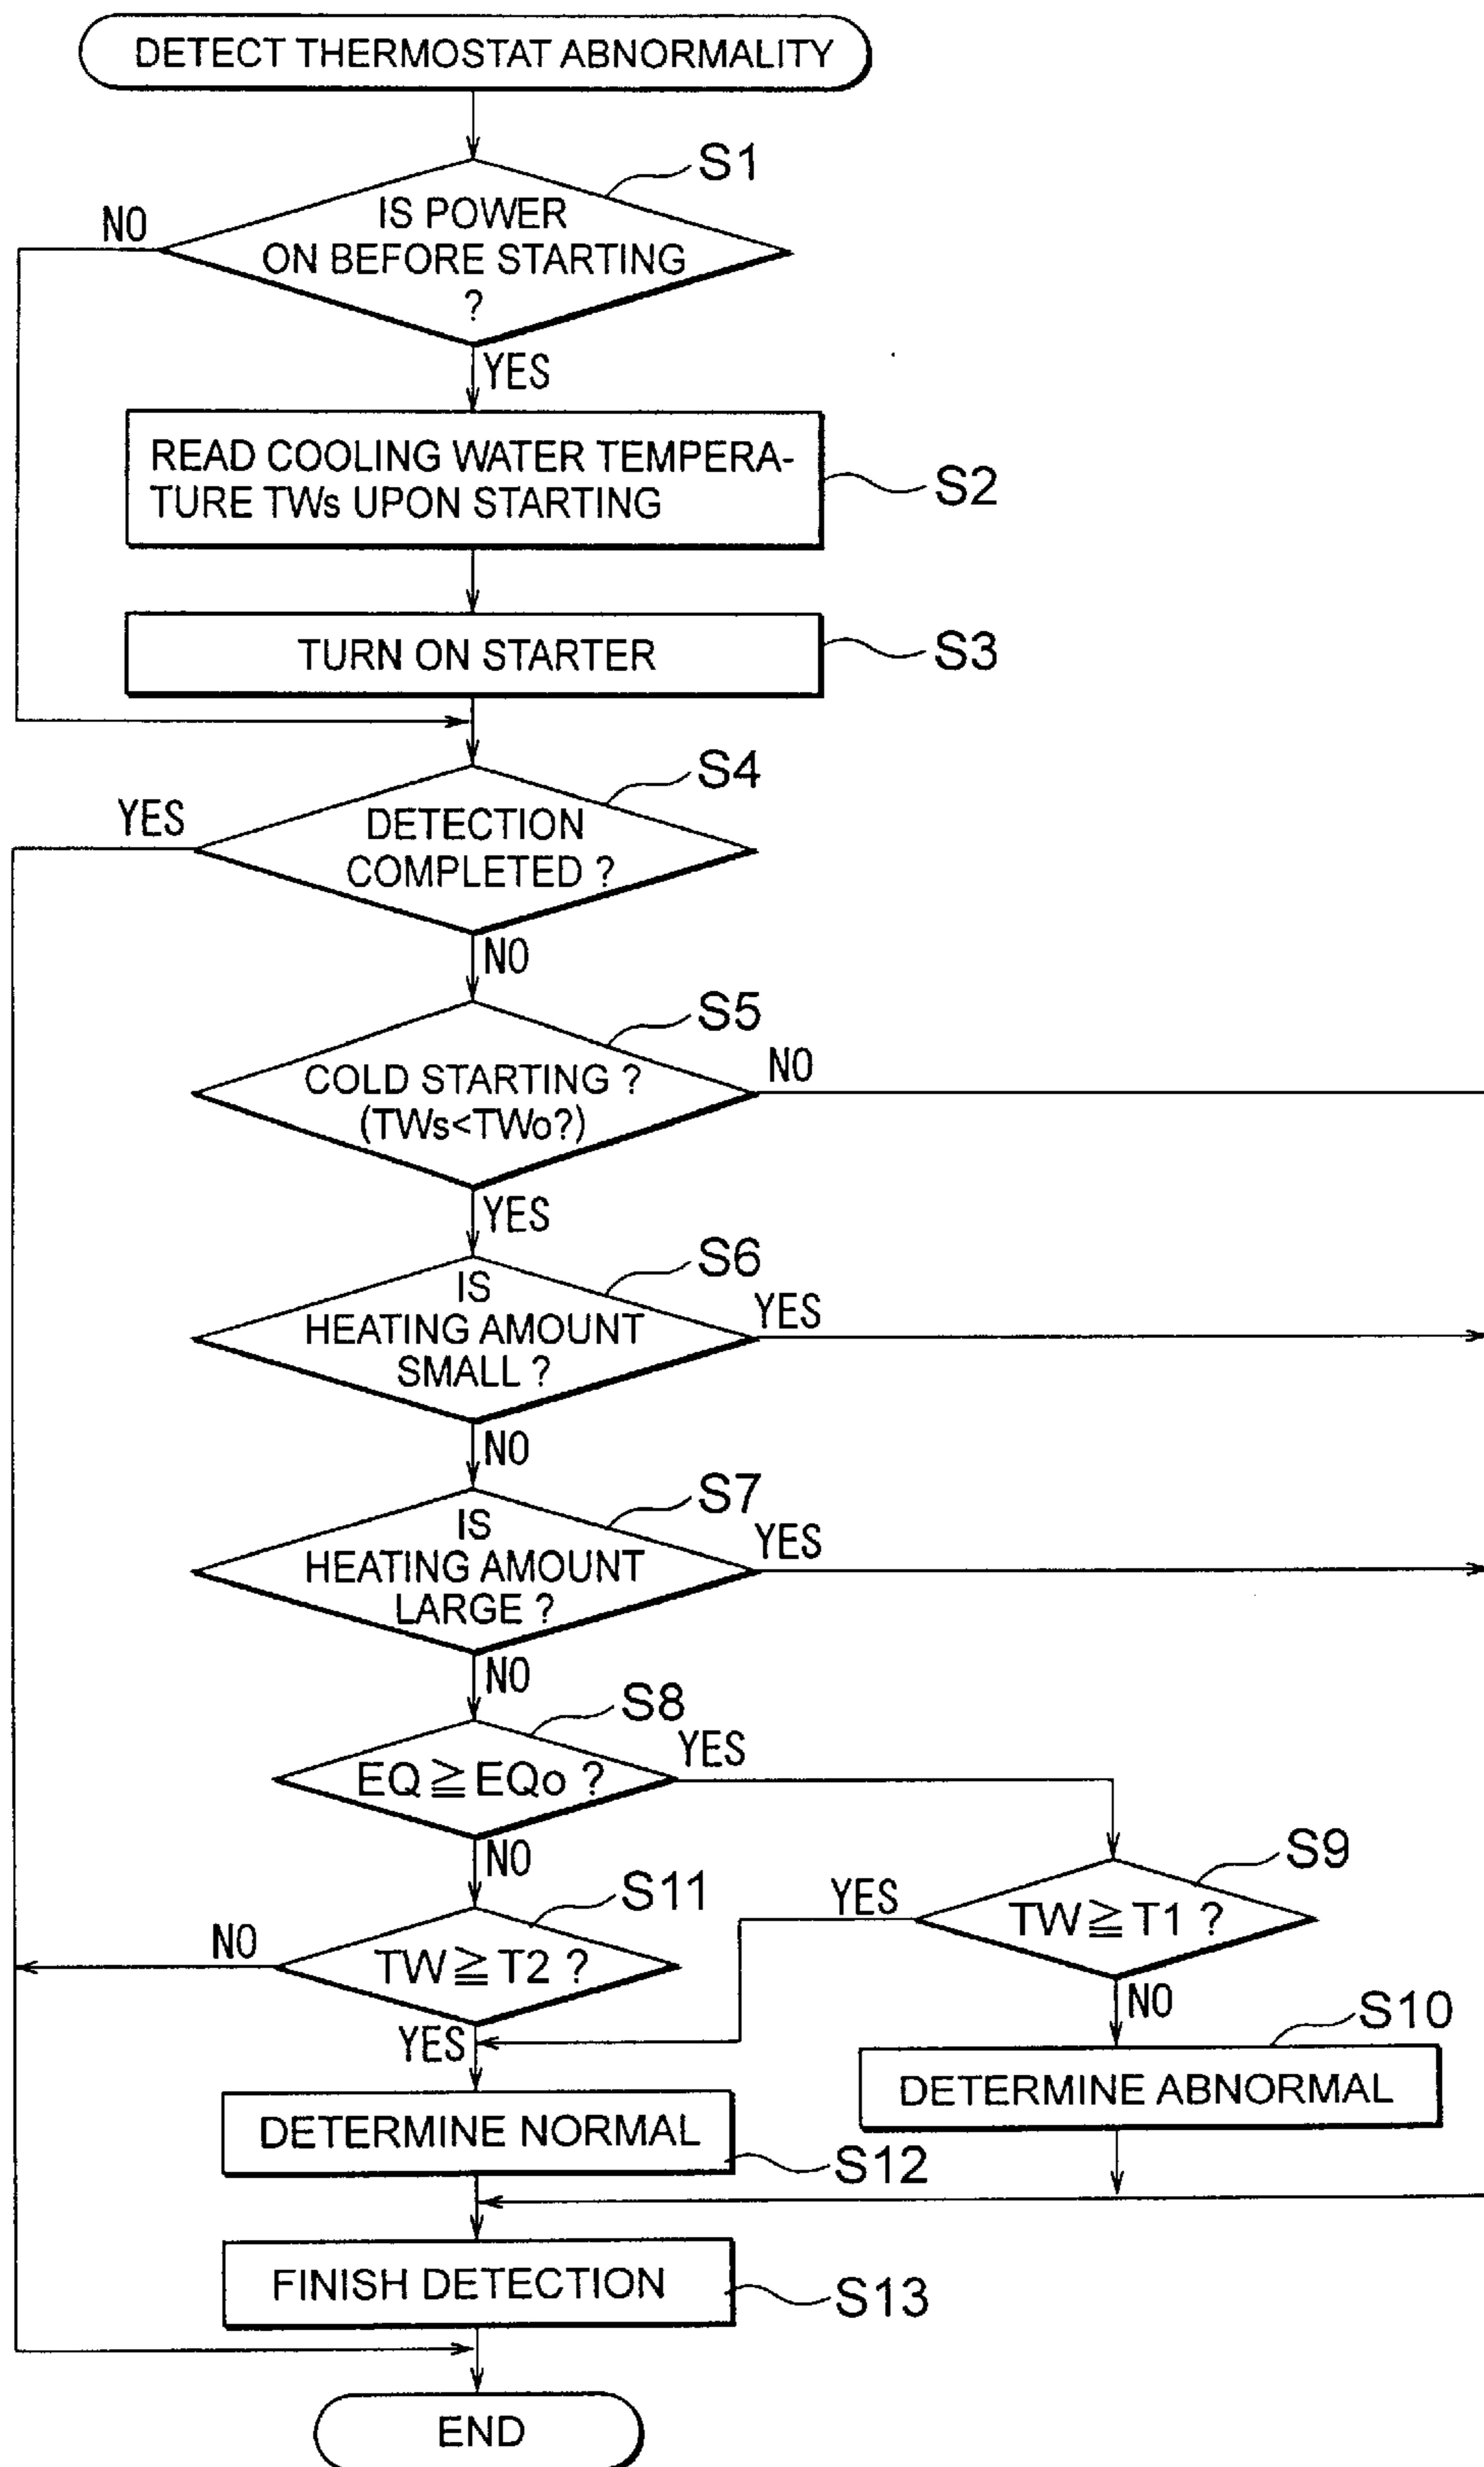 DETECT THERMOSTAT ABNORMALITY
S1
NO
IS POWER
ON BEFORE STARTING
?
YES
READ COOLING WATER TEMPERA-
TURE TWs UPON STARTING
S2
TURN ON STARTER
S3
S4
YES
DETECTION
COMPLETED ?
NO
S5
NO
COLD STARTING ?
(TWs<TWo?)
YES
S6
IS
HEATING AMOUNT
SMALL ?
YES
NO
S7
IS
HEATING AMOUNT
LARGE ?
YES
NO
S8
YES
EQ≧EQo ?
NO
S9
YES
TW≧T1 ?
S11
NO
TW≧T2 ?
NO
S10
YES
DETERMINE ABNORMAL
DETERMINE NORMAL
S12
FINISH DETECTION
S13
END